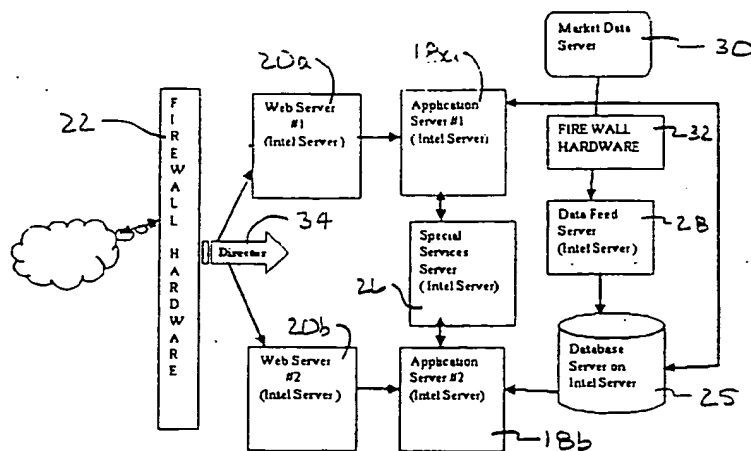 22
FIREWALL HARDWARE
20a
Web Server
#1
(Intel Server)
Application
Server #1
(Intel Server)
Market Data
Server
30
FIRE WALL
HARDWARE
32
Director
34
Special
Services
Server
(Intel Server)
26
Data Feed
Server
(Intel Server)
28
20b
Web Server
#2
(Intel Server)
Application
Server #2
(Intel Server)
18b
Database
Server on
Intel Server
25